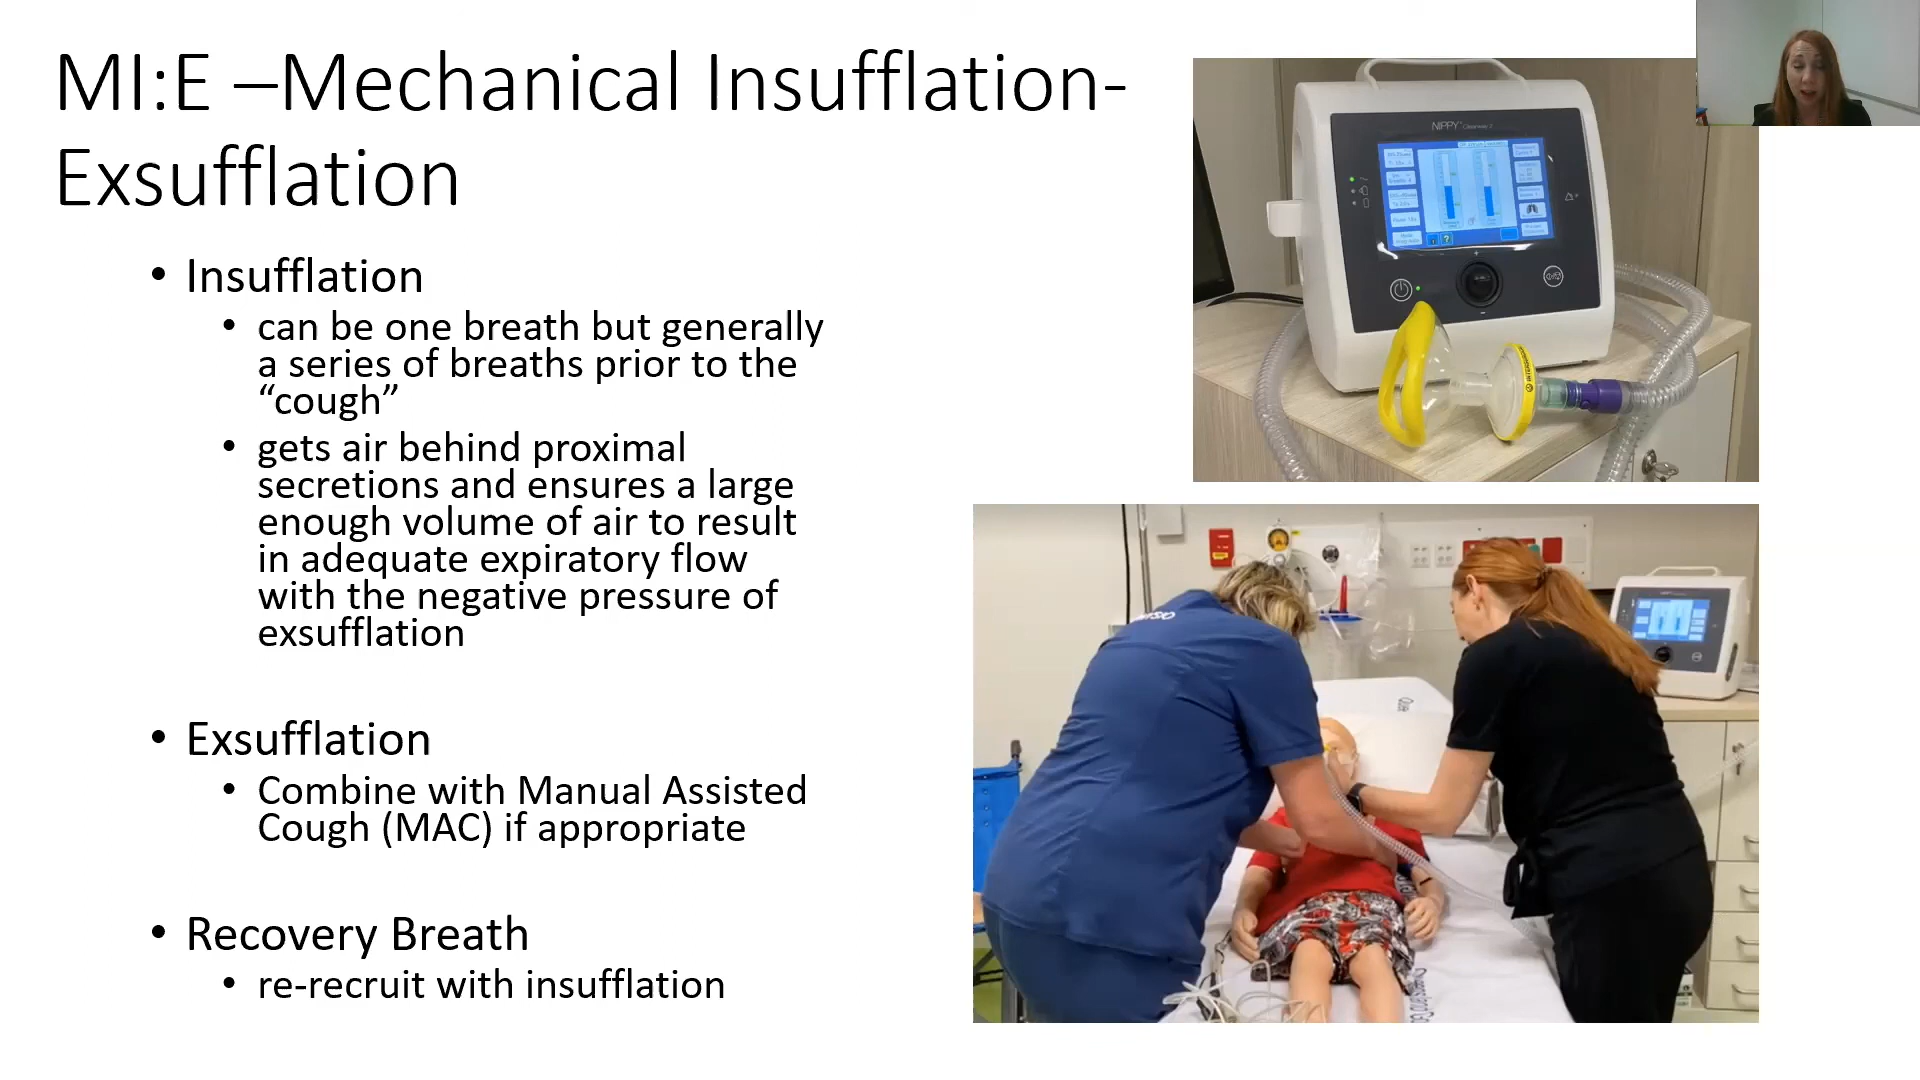 MI:E –Mechanical Insufflation-
Exsufflation
• Insufflation
• can be one breath but generally
a series of breaths prior to the
“cough”
• gets air behind proximal
secretions and ensures a large
enough volume of air to result
in adequate expiratory flow
with the negative pressure of
exsufflation
• Exsufflation
• Combine with Manual Assisted
Cough (MAC) if appropriate
• Recovery Breath
• re-recruit with insufflation
NIPPY